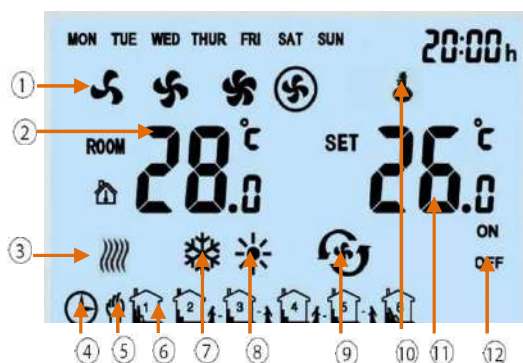 MON TUE WED THUR FRI SAT SUN 20:00h
①
② ROOM 28.0 °C SET 26.0 °C
③ ON
OFF
1 2 3 4 5 6
④ ⑤ ⑥ ⑦ ⑧ ⑨ ⑩ ⑪ ⑫